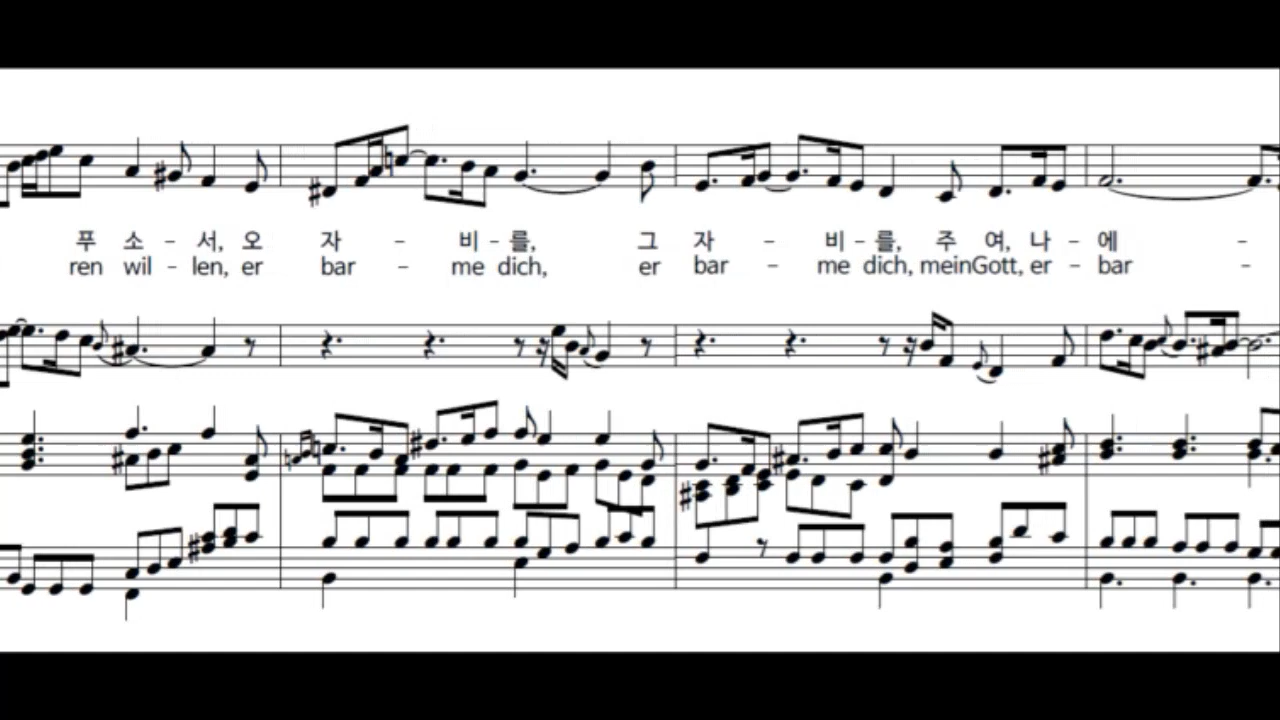 푸 소 - 서, 오 자 - 비 - 를, 그 자 - 비 - 를, 주 여, 나 - 에 -
ren wil - len, er bar - me dich, er bar - me dich, meinGott, er - bar -